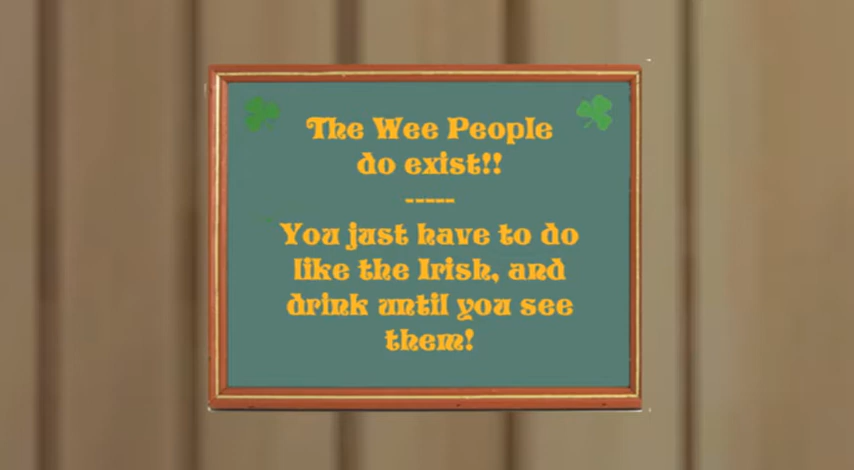 The Wee People
do exist!!
-----
You just have to do
like the Irish, and
drink until you see
them!